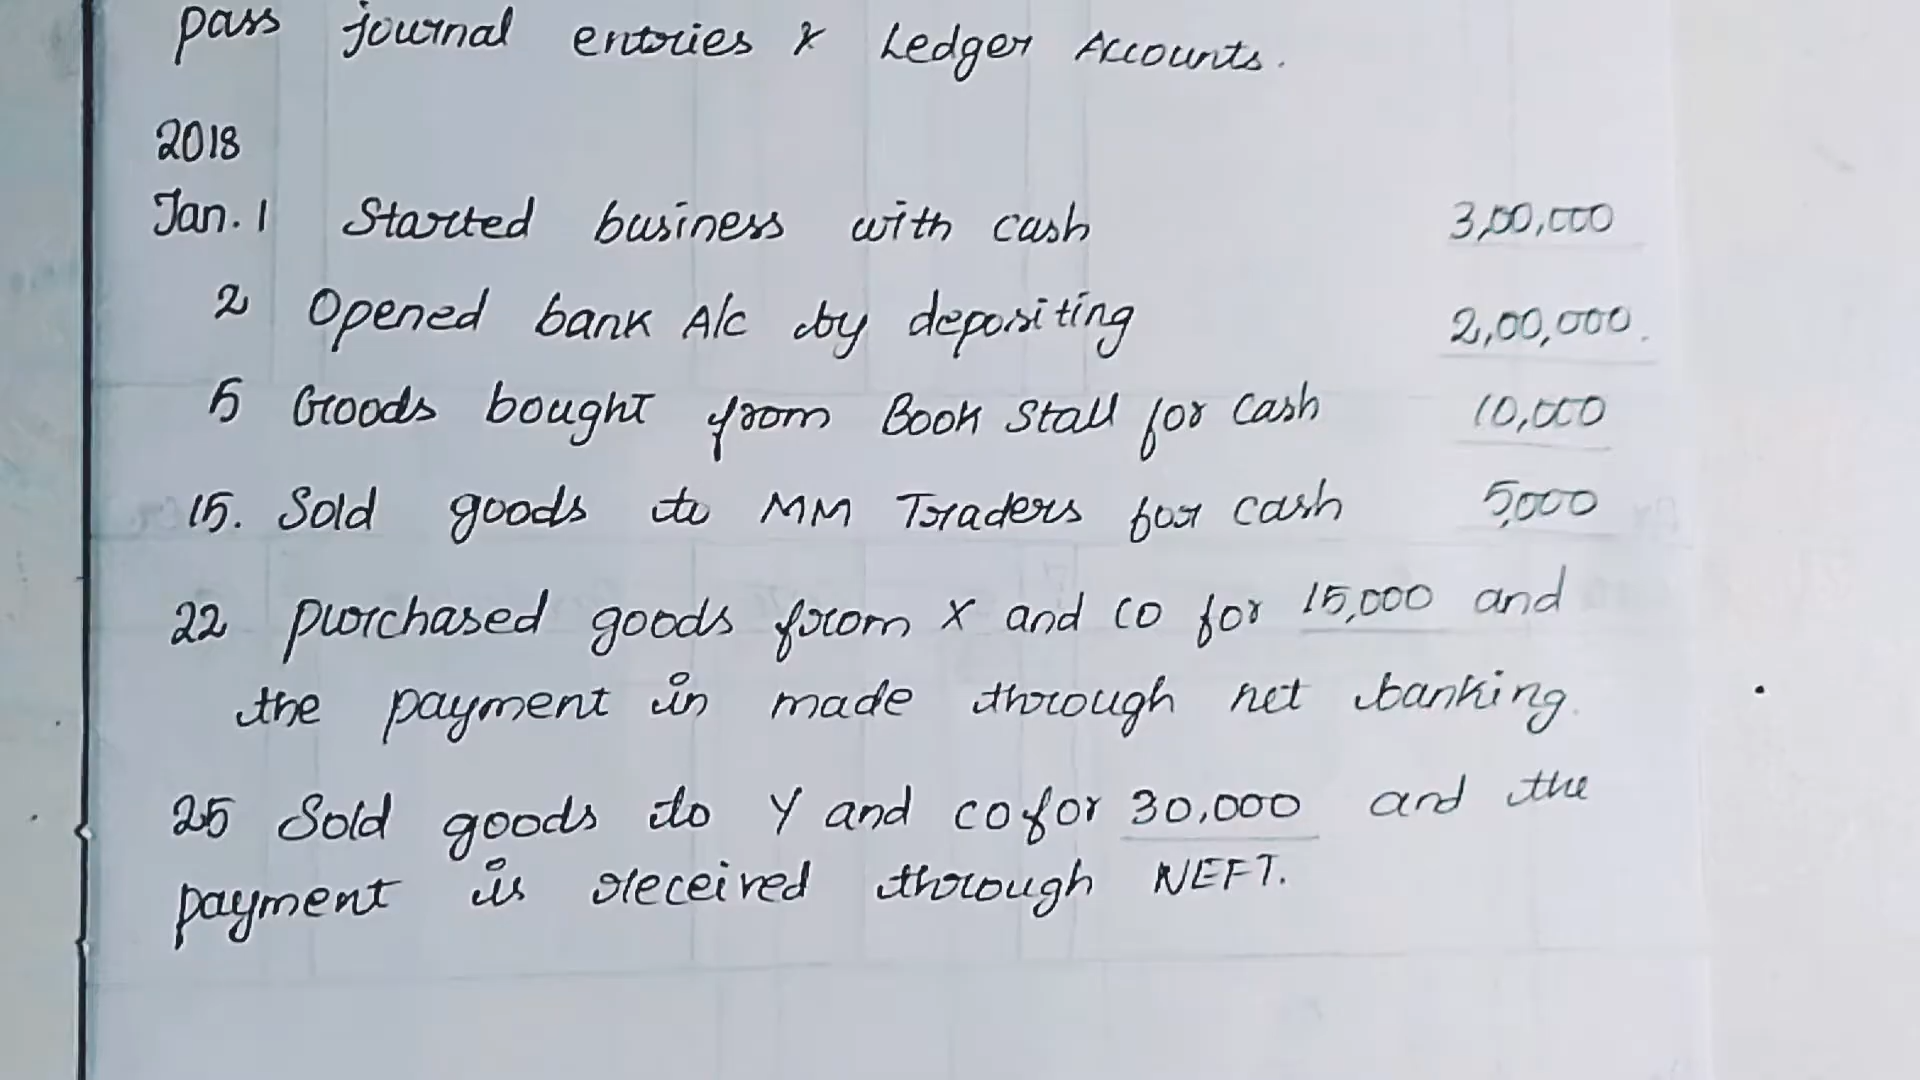 pass journal entries & Ledger Accounts.
2018
Jan. 1 Started business with cash 3,00,000
2 Opened bank A/c by depositing 2,00,000.
5 Goods bought from Book Stall for cash 10,000
15. Sold goods to MM Traders for cash 5,000
22 purchased goods from X and co for 15,000 and
the payment in made through net banking.
25 Sold goods to Y and co for 30,000 and the
payment is received through NEFT.